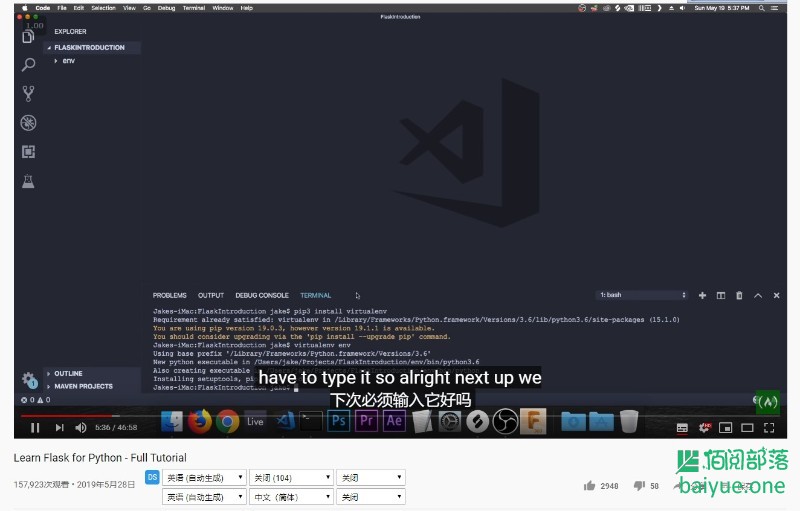 Code File Edit Selection View Go Debug Terminal Window Help Sun May 19 5:37 PM
FlaskIntroduction
1.00
EXPLORER
FLASKINTRODUCTION
env
PROBLEMS OUTPUT DEBUG CONSOLE TERMINAL 1: bash
Jakes-iMac:FlaskIntroduction jake$ pip3 install virtualenv
Requirement already satisfied: virtualenv in /Library/Frameworks/Python.framework/Versions/3.6/lib/python3.6/site-packages (15.1.0)
You are using pip version 19.0.3, however version 19.1.1 is available.
You should consider upgrading via the 'pip install --upgrade pip' command.
Jakes-iMac:FlaskIntroduction jake$ virtualenv env
Using base prefix '/Library/Frameworks/Python.framework/Versions/3.6'
New python executable in /Users/jake/Projects/FlaskIntroduction/env/bin/python3.6
Also creating executable
Installing setuptools, pi
Jakes-iMac:FlaskIntroduction jake$
OUTLINE
MAVEN PROJECTS
1
0 0
have to type it so alright next up we
下次必须输入它好吗
Live Ps Pr Ae F
5:36 / 46:58
Learn Flask for Python - Full Tutorial
157,923次观看 • 2019年5月28日
DS 英语 (自动生成) 关闭 (104) 关闭
英语 (自动生成) 中文 (简体) 关闭
2948 50
佰阅部落
baiyue.one